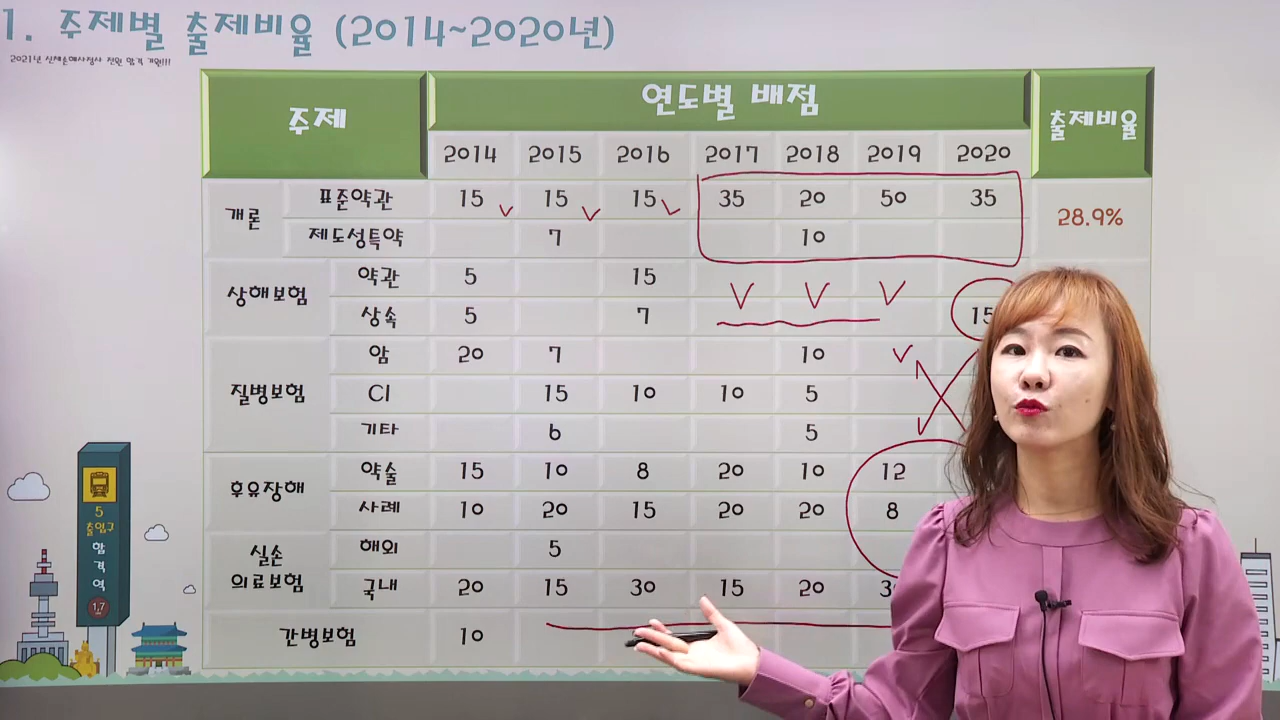 1. 주제별 출제비율 (2014~2020년)
2021년 신체손해사정사 전원 합격 기원!!!
주제 연도별 배점 출제비율
2014 2015 2016 2017 2018 2019 2020
개론 표준약관 15 15 15 35 20 50 35 28.9%
제도성특약 7 10
상해보험 약관 5 15
상속 5 7 15
질병보험 암 20 7 10
CI 15 10 10 5
기타 6 5
후유장해 약술 15 10 8 20 10 12
사례 10 20 15 20 20 8
실손 의료보험 해외 5
국내 20 15 30 15 20
간병보험 10
5
출입구
합
격
역
1,7